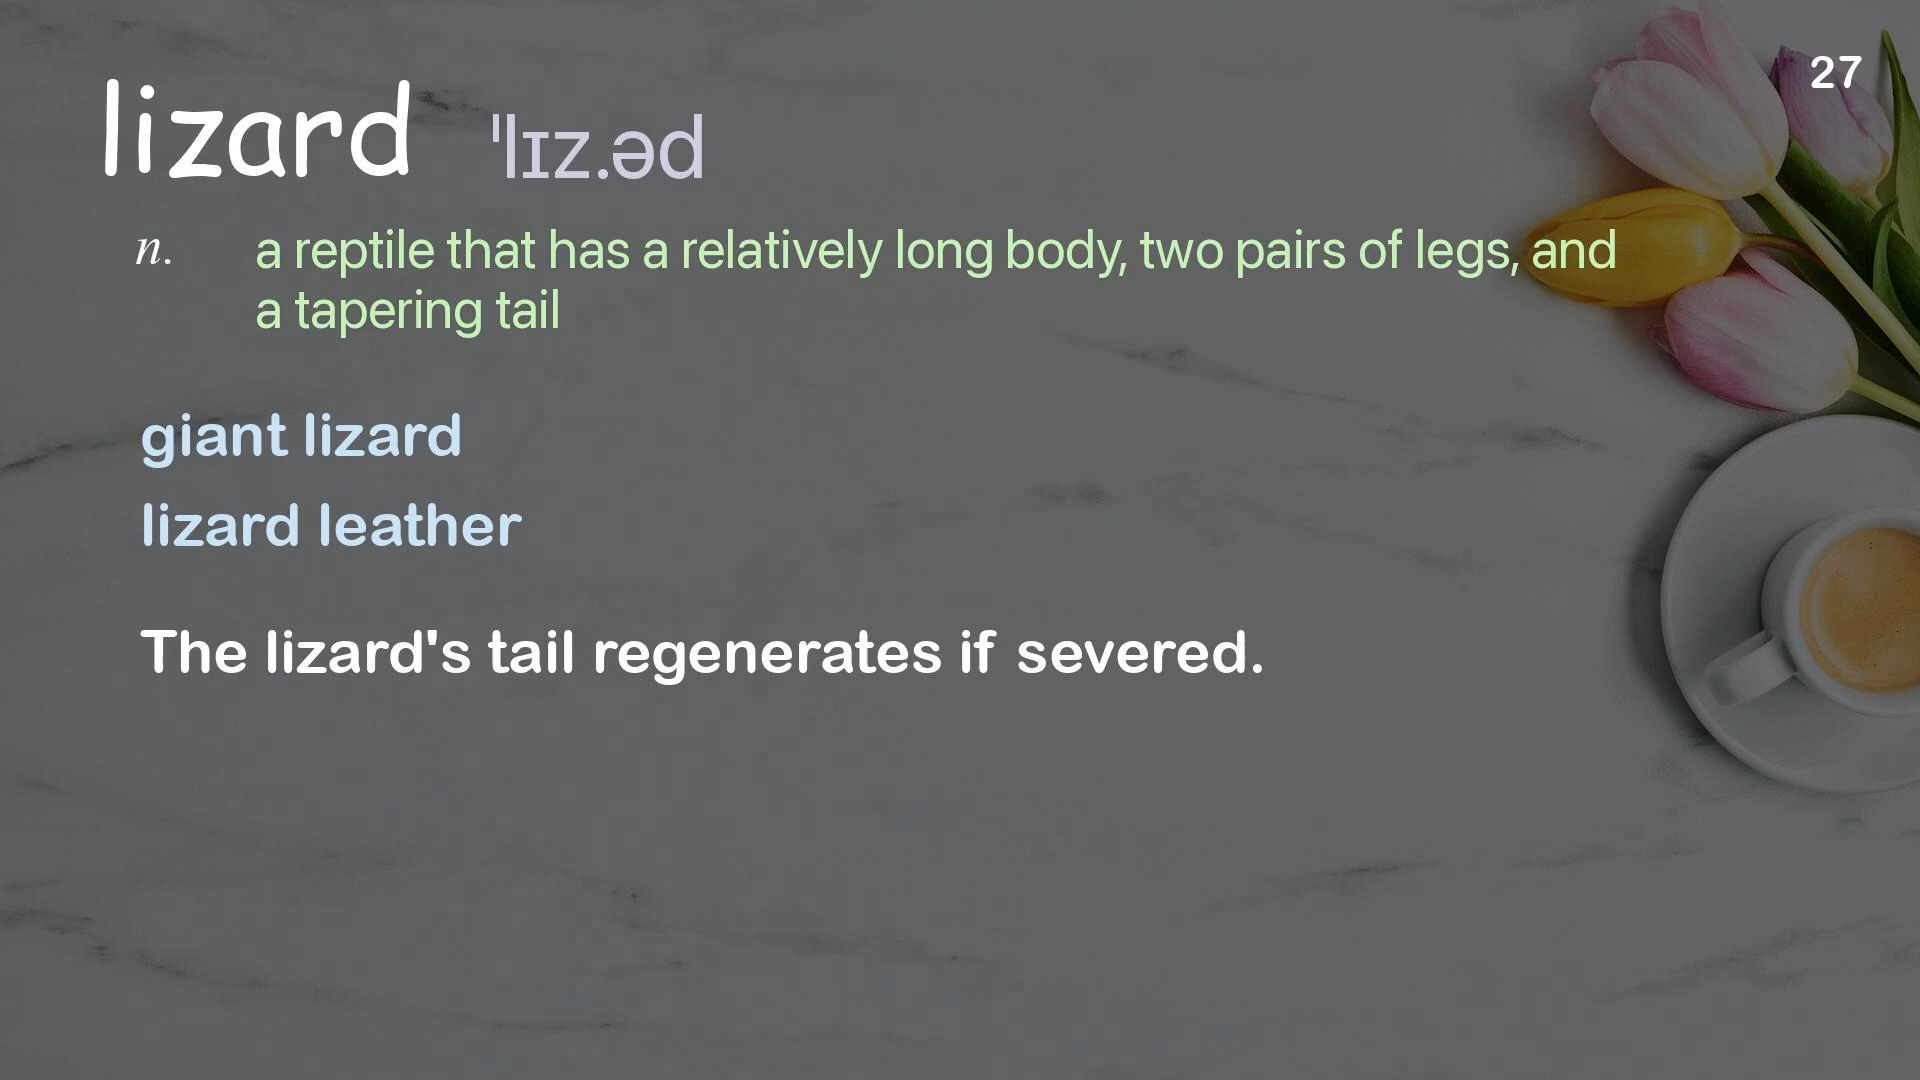 27
lizard ˈlɪz.əd
n. a reptile that has a relatively long body, two pairs of legs, and
a tapering tail
giant lizard
lizard leather
The lizard's tail regenerates if severed.